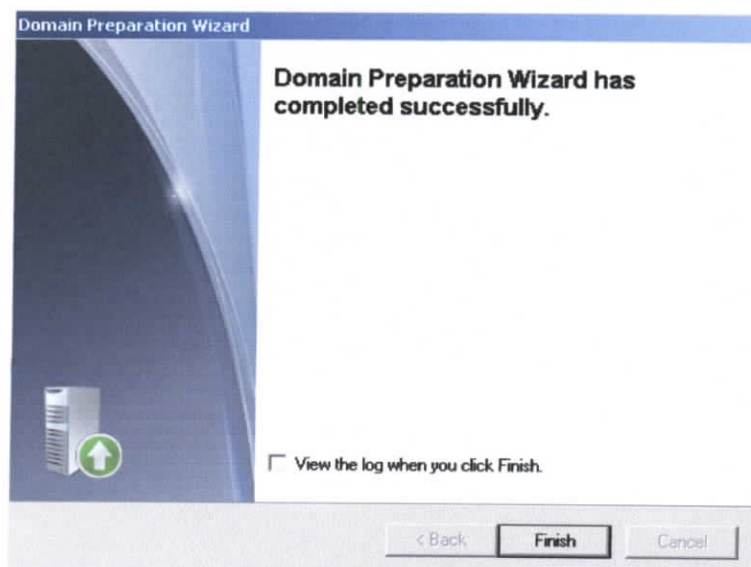 Domain Preparation Wizard
Domain Preparation Wizard has
completed successfully.
View the log when you click Finish.
< Back
Finish
Cancel